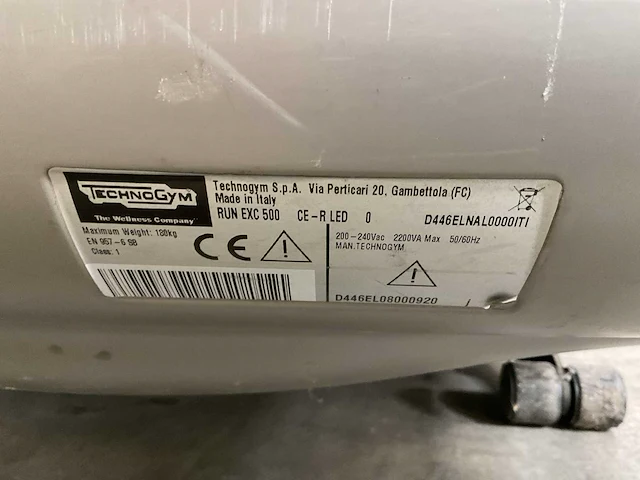 TECHNOGYM
The Wellness Company
Technogym S.p.A. Via Perticari 20, Gambettola (FC)
Made in Italy
RUN EXC 500 CE-R LED 0 D446ELNAL0000ITI
Maximum Weight: 180kg
EN 957-6 SB
Class: 1
CE
200-240Vac 2200VA Max 50/60Hz
MAN.TECHNOGYM
D446EL08000920 /